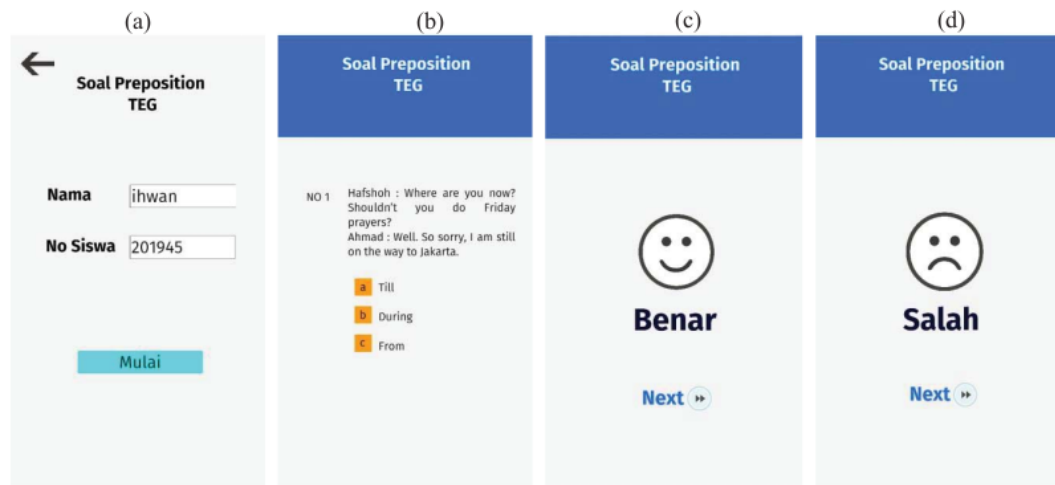 (a)
Soal Preposition
TEG
Nama ihwan
No Siswa 201945
Mulai
(b)
Soal Preposition
TEG
NO 1 Hafshoh : Where are you now?
Shouldn't you do Friday
prayers?
Ahmad : Well. So sorry, I am still
on the way to Jakarta.
a Till
b During
c From
(c)
Soal Preposition
TEG
Benar
Next
(d)
Soal Preposition
TEG
Salah
Next